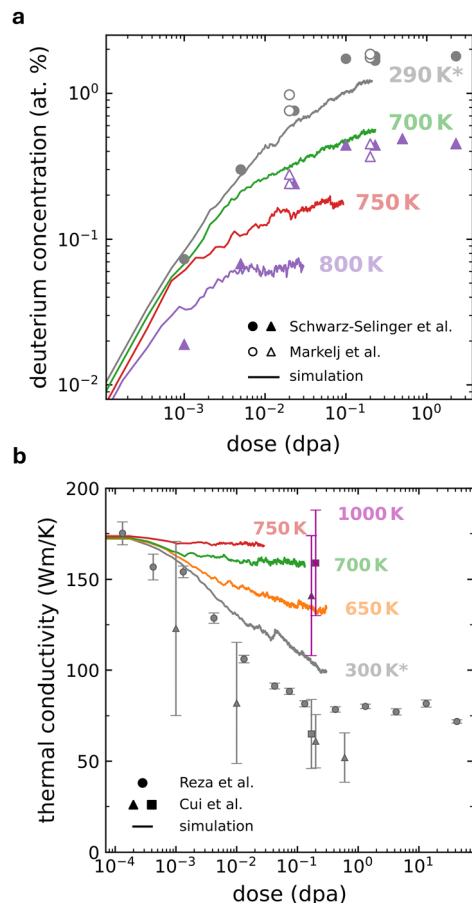 a
deuterium concentration (at. %)
10⁰
10⁻¹
10⁻²
290 K*
700 K
750 K
800 K
Schwarz-Selinger et al.
Markelj et al.
simulation
10⁻³ 10⁻² 10⁻¹ 10⁰
dose (dpa)
b
thermal conductivity (Wm/K)
200
150
100
50
0
1000 K
750 K
700 K
650 K
300 K*
Reza et al.
Cui et al.
simulation
10⁻⁴ 10⁻³ 10⁻² 10⁻¹ 10⁰ 10¹
dose (dpa)